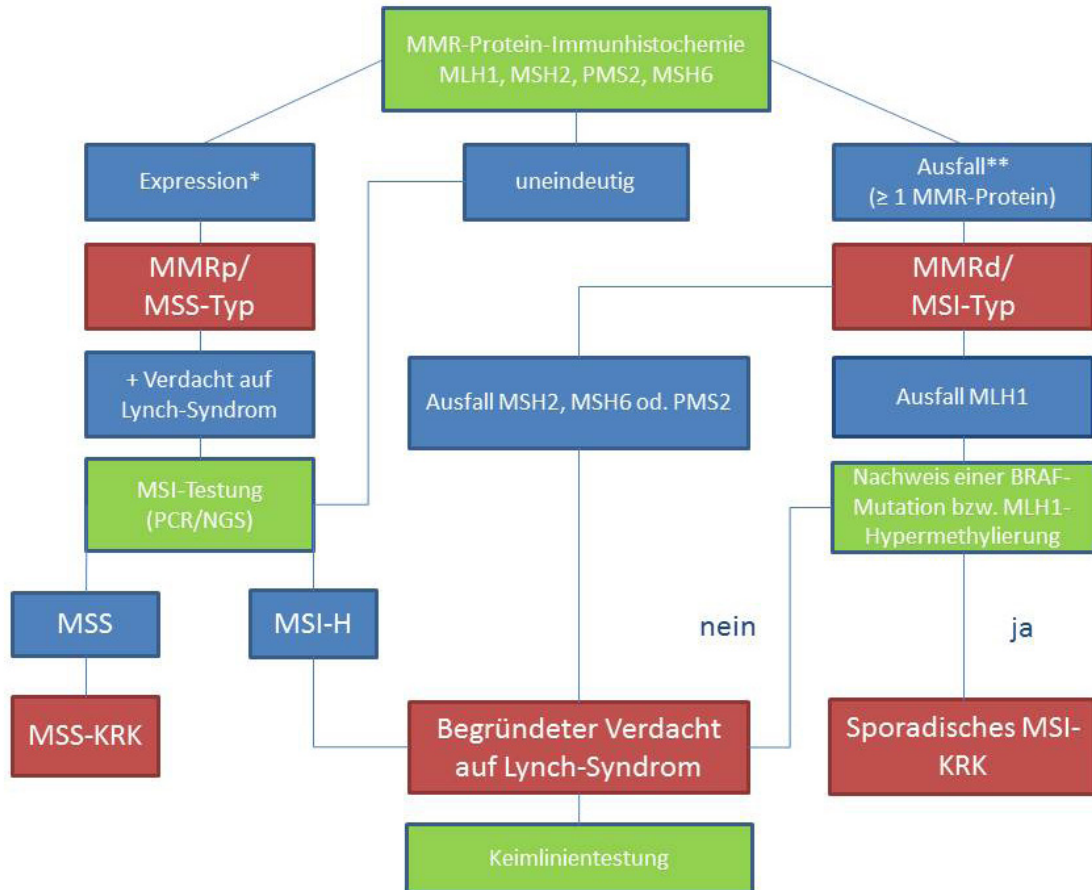 MMR-Protein-Immunhistochemie
MLH1, MSH2, PMS2, MSH6
Expression*
uneindeutig
Ausfall**
(≥ 1 MMR-Protein)
MMRp/
MSS-Typ
MMRd/
MSI-Typ
+ Verdacht auf
Lynch-Syndrom
Ausfall MSH2, MSH6 od. PMS2
Ausfall MLH1
MSI-Testung
(PCR/NGS)
Nachweis einer BRAF-
Mutation bzw. MLH1-
Hypermethylierung
MSS
MSI-H
nein
ja
MSS-KRK
Begründeter Verdacht
auf Lynch-Syndrom
Sporadisches MSI-
KRK
Keimlinientestung